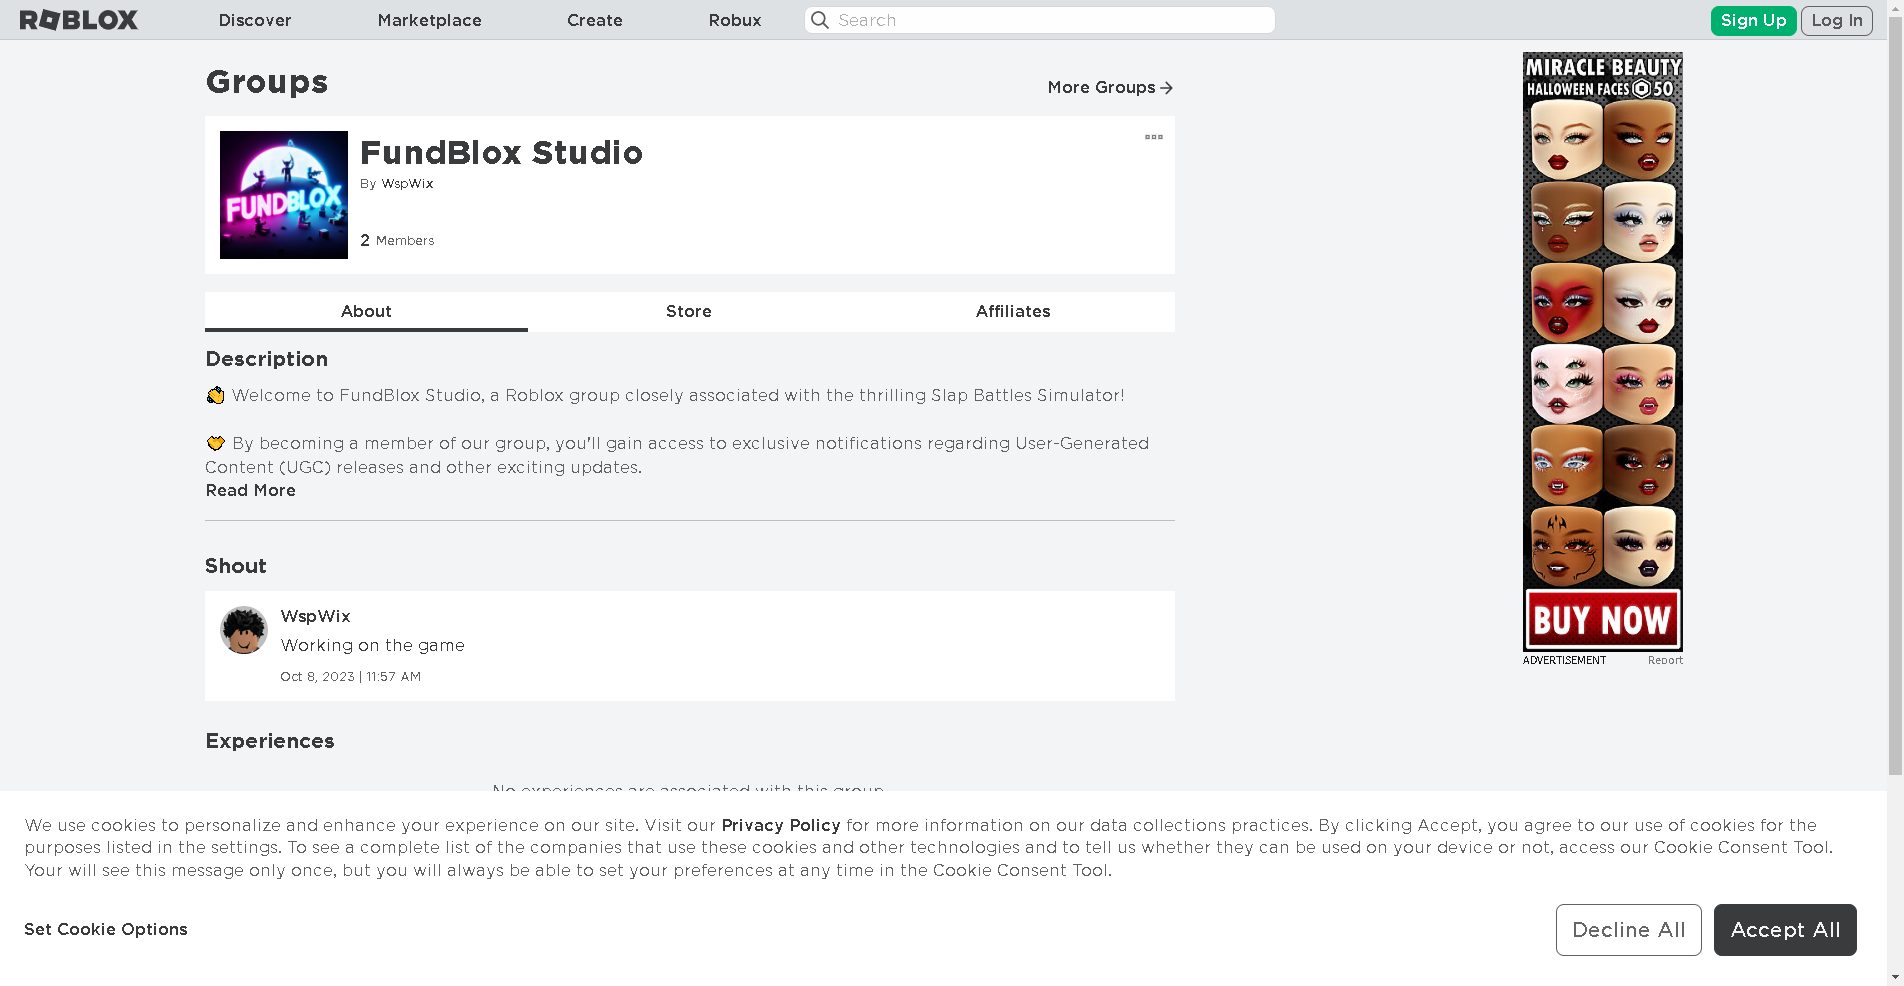 ROBLOX Discover Marketplace Create Robux Search Sign Up Log In
Groups
More Groups
FUNDBLOX
FundBlox Studio
By WspWix
2 Members
About Store Affiliates
Description
Welcome to FundBlox Studio, a Roblox group closely associated with the thrilling Slap Battles Simulator!
By becoming a member of our group, you'll gain access to exclusive notifications regarding User-Generated
Content (UGC) releases and other exciting updates.
Read More
Shout
WspWix
Working on the game
Oct 8, 2023 | 11:57 AM
Experiences
No experiences are associated with this group
MIRACLE BEAUTY
HALLOWEEN FACES 50
BUY NOW
ADVERTISEMENT Report
We use cookies to personalize and enhance your experience on our site. Visit our Privacy Policy for more information on our data collections practices. By clicking Accept, you agree to our use of cookies for the
purposes listed in the settings. To see a complete list of the companies that use these cookies and other technologies and to tell us whether they can be used on your device or not, access our Cookie Consent Tool.
Your will see this message only once, but you will always be able to set your preferences at any time in the Cookie Consent Tool.
Set Cookie Options
Decline All
Accept All